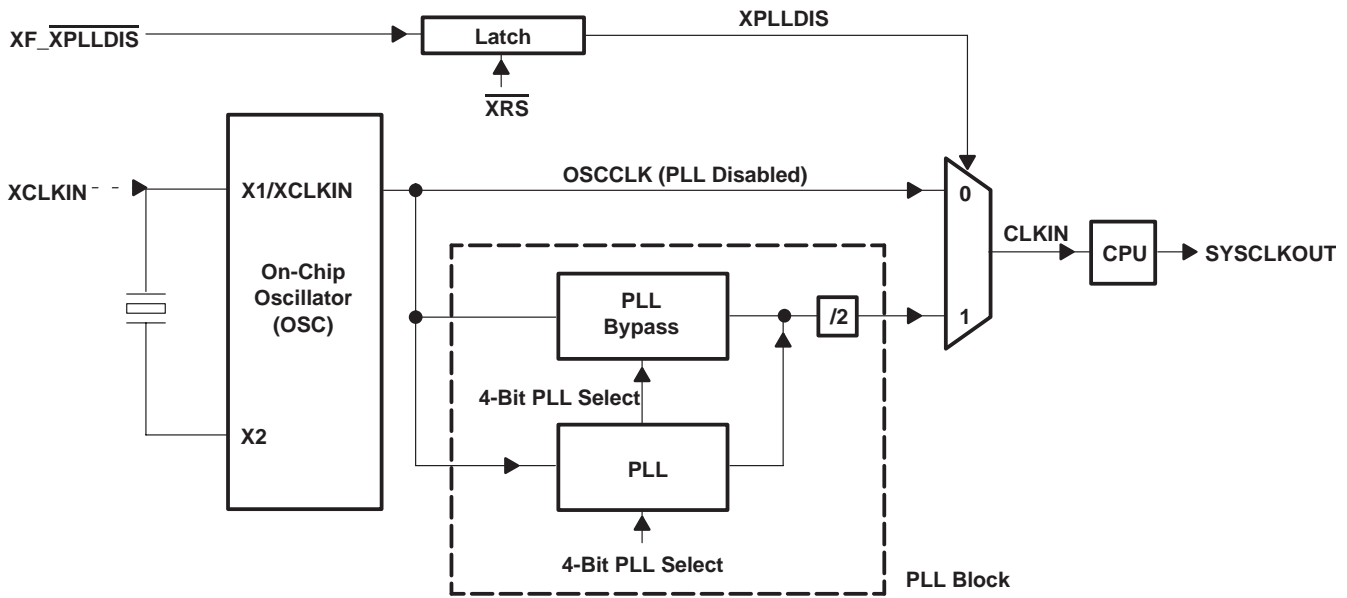 XPLLDIS
XF_XPLLDIS
Latch
XRS
XCLKIN
X1/XCLKIN
OSCCLK (PLL Disabled)
0
CLKIN
CPU
SYSCLKOUT
On-Chip
Oscillator
(OSC)
PLL
Bypass
/2
1
4-Bit PLL Select
X2
PLL
4-Bit PLL Select
PLL Block